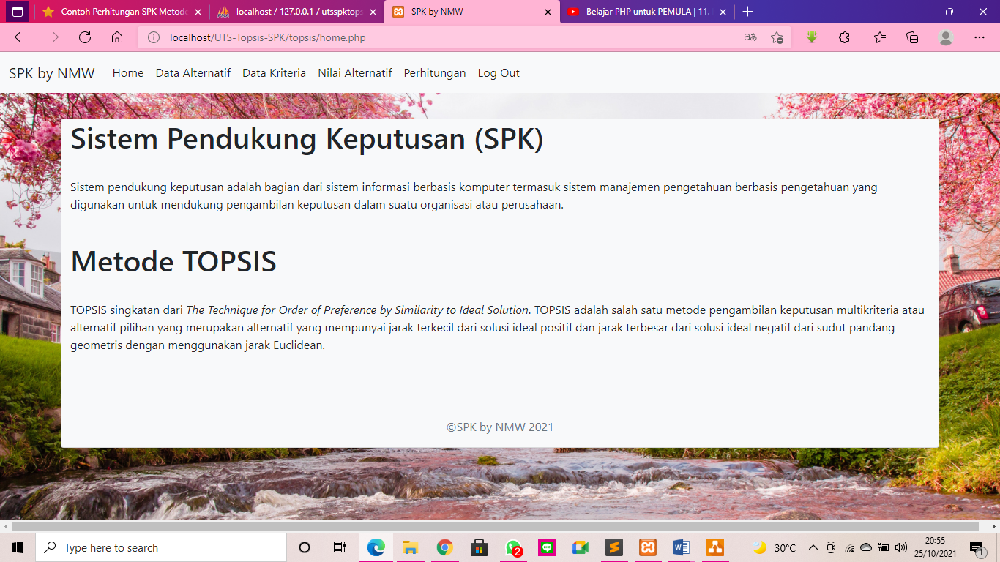 Contoh Perhitungan SPK Metode
localhost / 127.0.0.1 / utsspktops
SPK by NMW
Belajar PHP untuk PEMULA | 11.
localhost/UTS-Topsis-SPK/topsis/home.php
SPK by NMW Home Data Alternatif Data Kriteria Nilai Alternatif Perhitungan Log Out
Sistem Pendukung Keputusan (SPK)
Sistem pendukung keputusan adalah bagian dari sistem informasi berbasis komputer termasuk sistem manajemen pengetahuan berbasis pengetahuan yang
digunakan untuk mendukung pengambilan keputusan dalam suatu organisasi atau perusahaan.
Metode TOPSIS
TOPSIS singkatan dari The Technique for Order of Preference by Similarity to Ideal Solution. TOPSIS adalah salah satu metode pengambilan keputusan multikriteria atau
alternatif pilihan yang merupakan alternatif yang mempunyai jarak terkecil dari solusi ideal positif dan jarak terbesar dari solusi ideal negatif dari sudut pandang
geometris dengan menggunakan jarak Euclidean.
©SPK by NMW 2021
Type here to search
2
30°C
20:55
25/10/2021
1